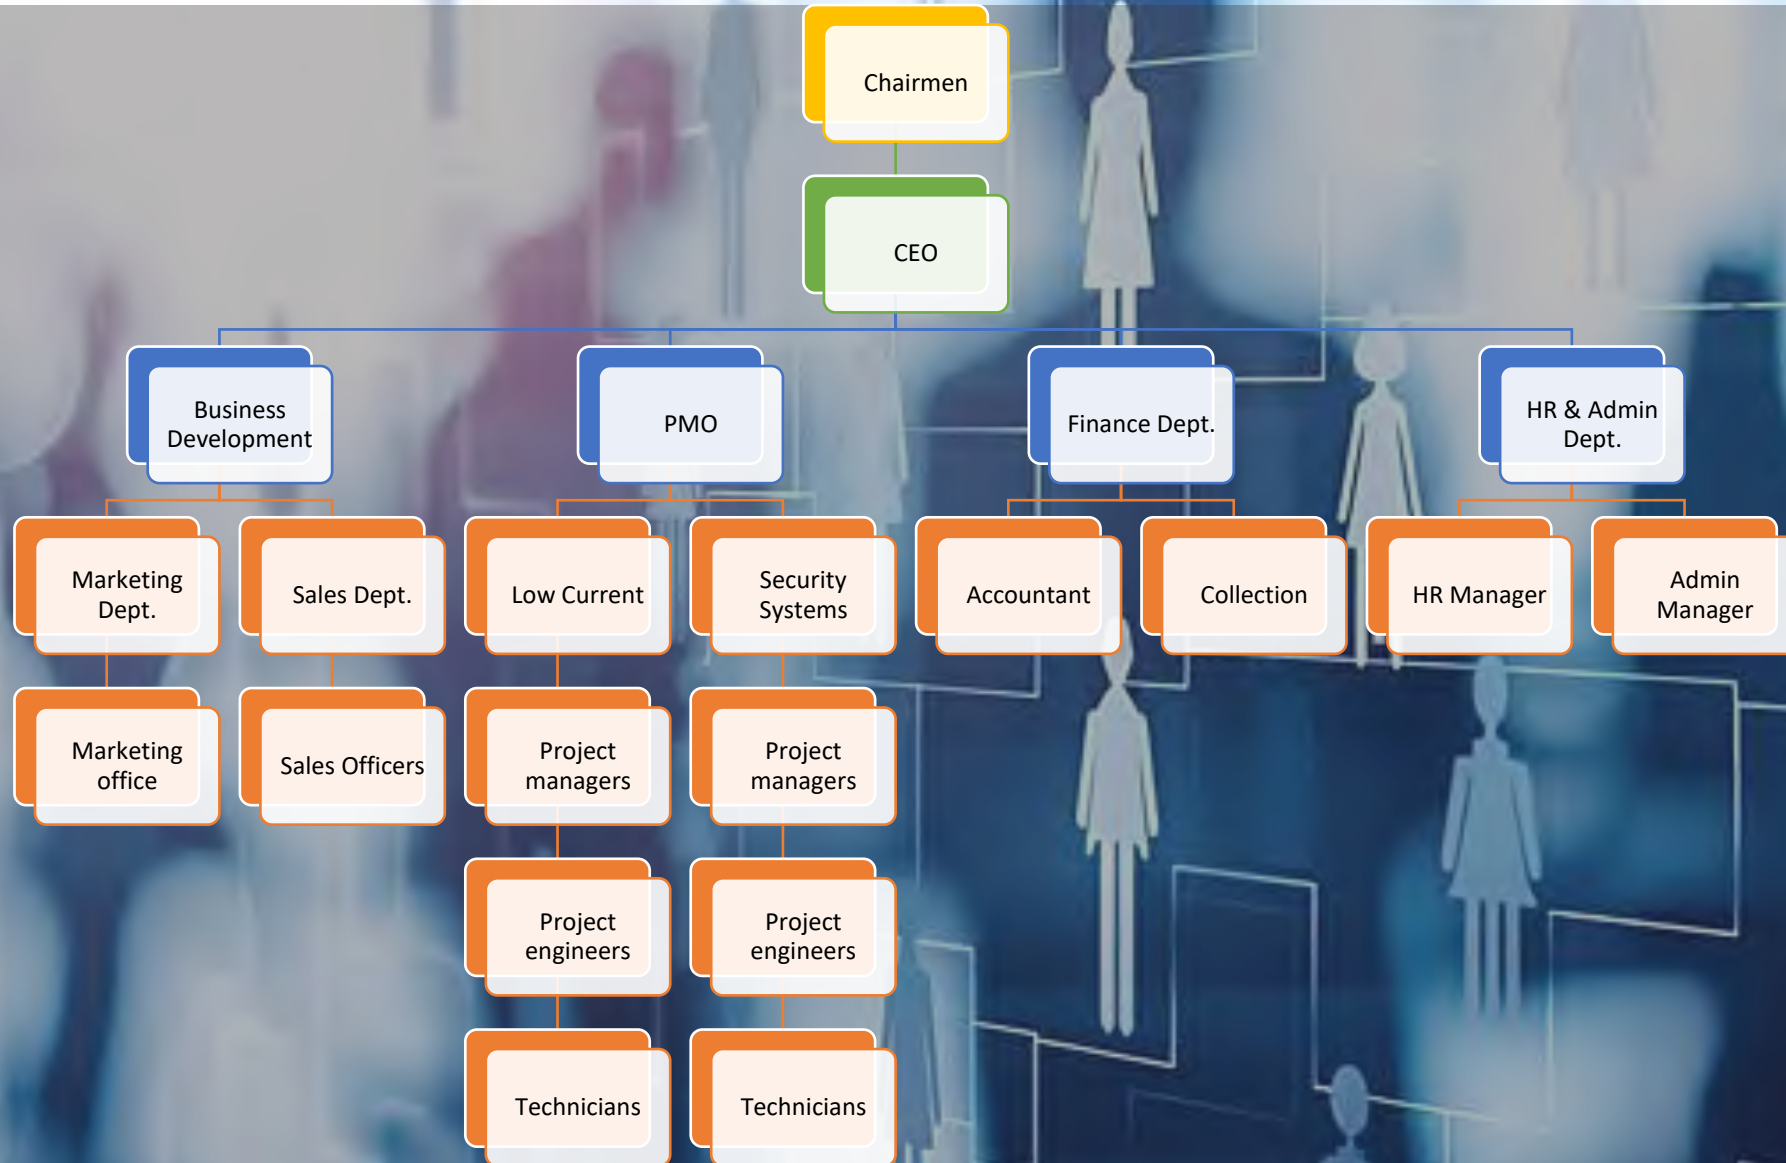 Chairmen
CEO
Business
Development
PMO
Finance Dept.
HR & Admin
Dept.
Marketing
Dept.
Sales Dept.
Low Current
Security
Systems
Accountant
Collection
HR Manager
Admin
Manager
Marketing
office
Sales Officers
Project
managers
Project
managers
Project
engineers
Project
engineers
Technicians
Technicians